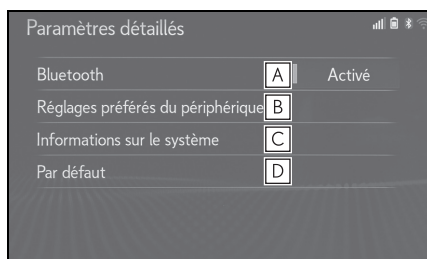 Paramètres détaillés
Bluetooth A Activé
Réglages préférés du périphérique B
Informations sur le système C
Par défaut D